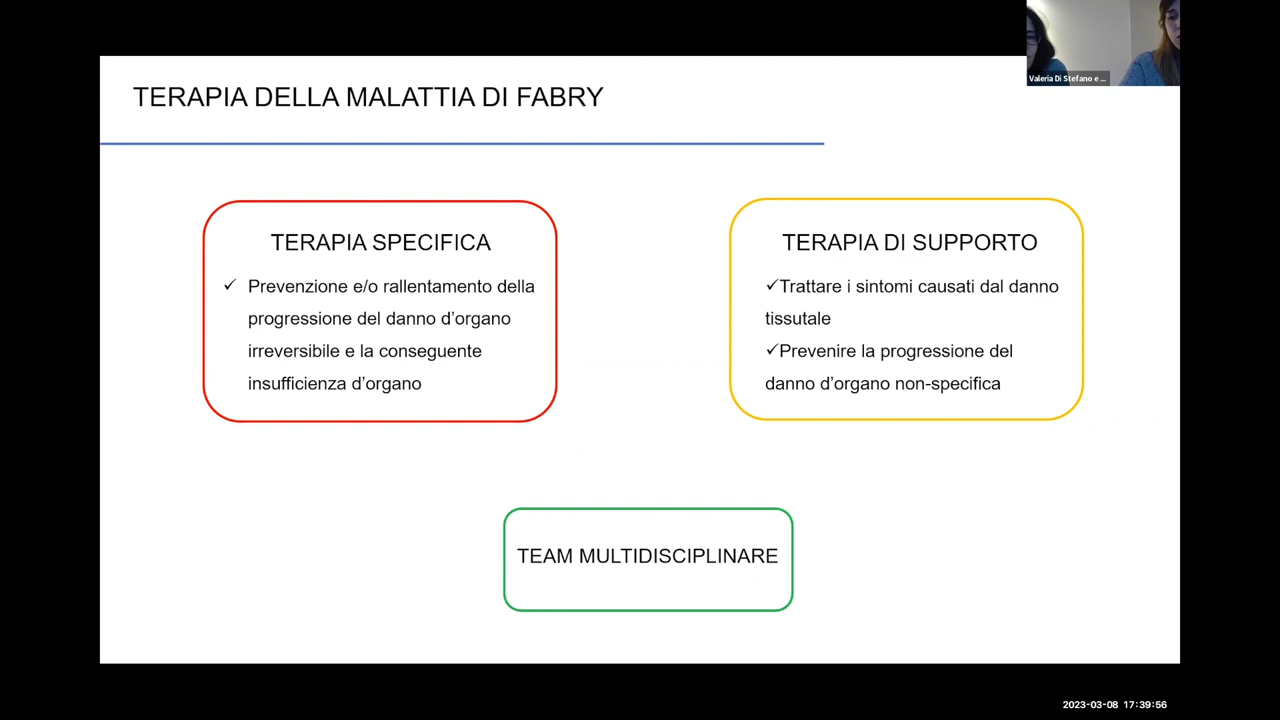 TERAPIA DELLA MALATTIA DI FABRY
TERAPIA SPECIFICA
✓ Prevenzione e/o rallentamento della
progressione del danno d'organo
irreversibile e la conseguente
insufficienza d'organo
TERAPIA DI SUPPORTO
✓Trattare i sintomi causati dal danno
tissutale
✓Prevenire la progressione del
danno d'organo non-specifica
TEAM MULTIDISCIPLINARE
Valeria Di Stefano e ...
2023-03-08 17:39:56